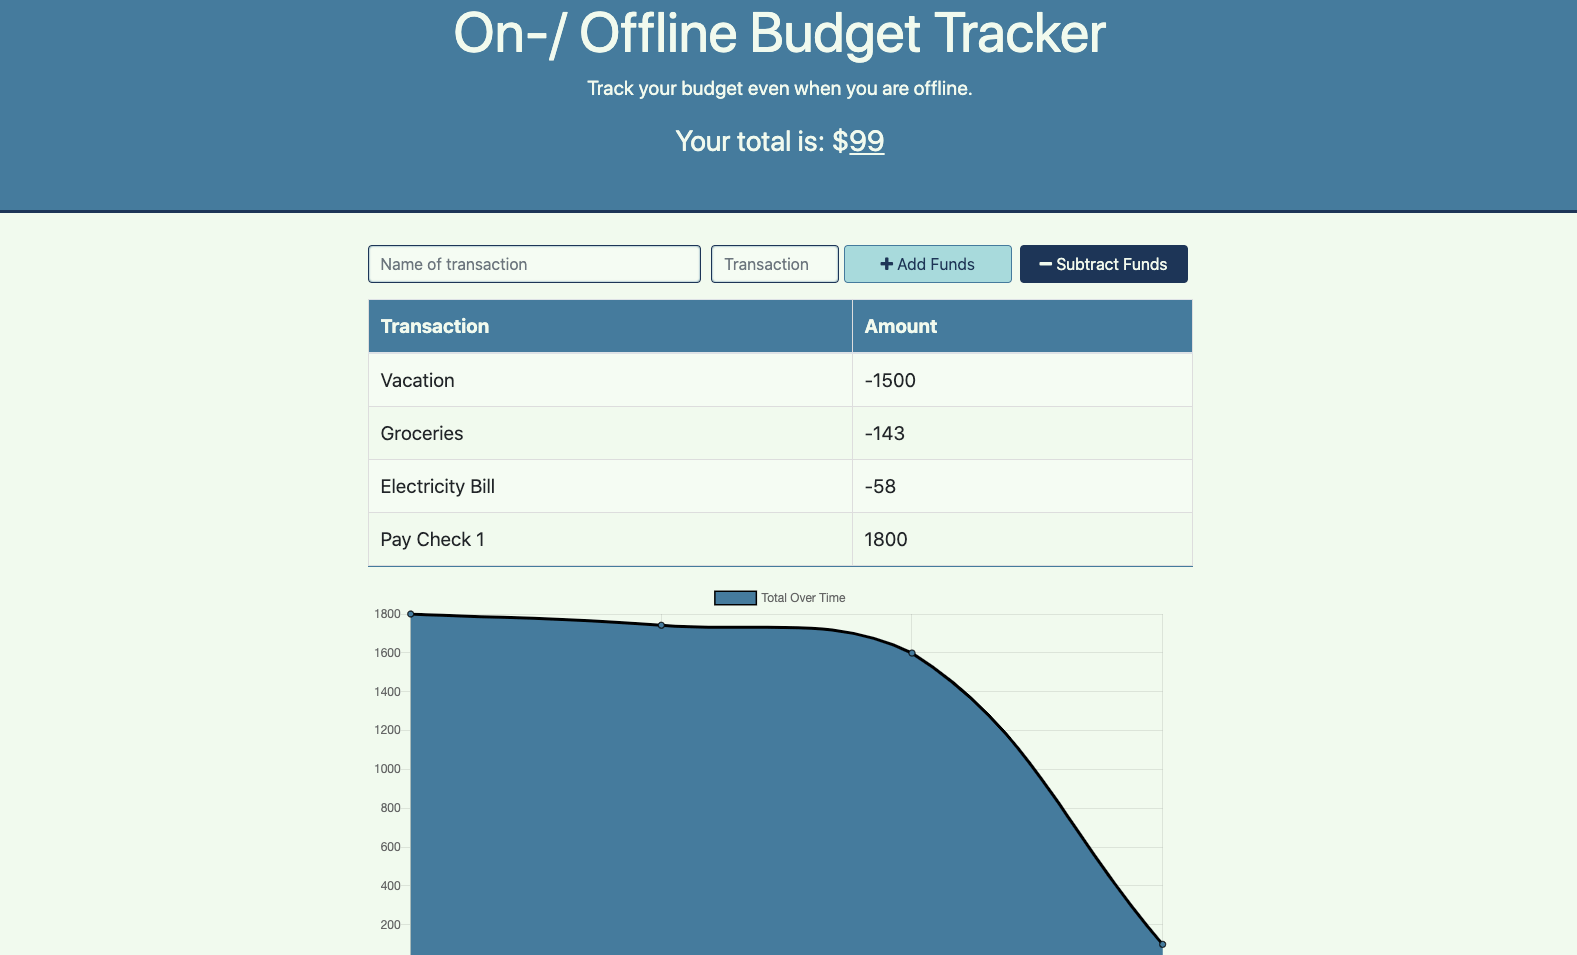 On-/ Offline Budget Tracker
Track your budget even when you are offline.
Your total is: $99
Name of transaction Transaction Add Funds Subtract Funds
Transaction Amount
Vacation -1500
Groceries -143
Electricity Bill -58
Pay Check 1 1800
Total Over Time
1800
1600
1400
1200
1000
800
600
400
200